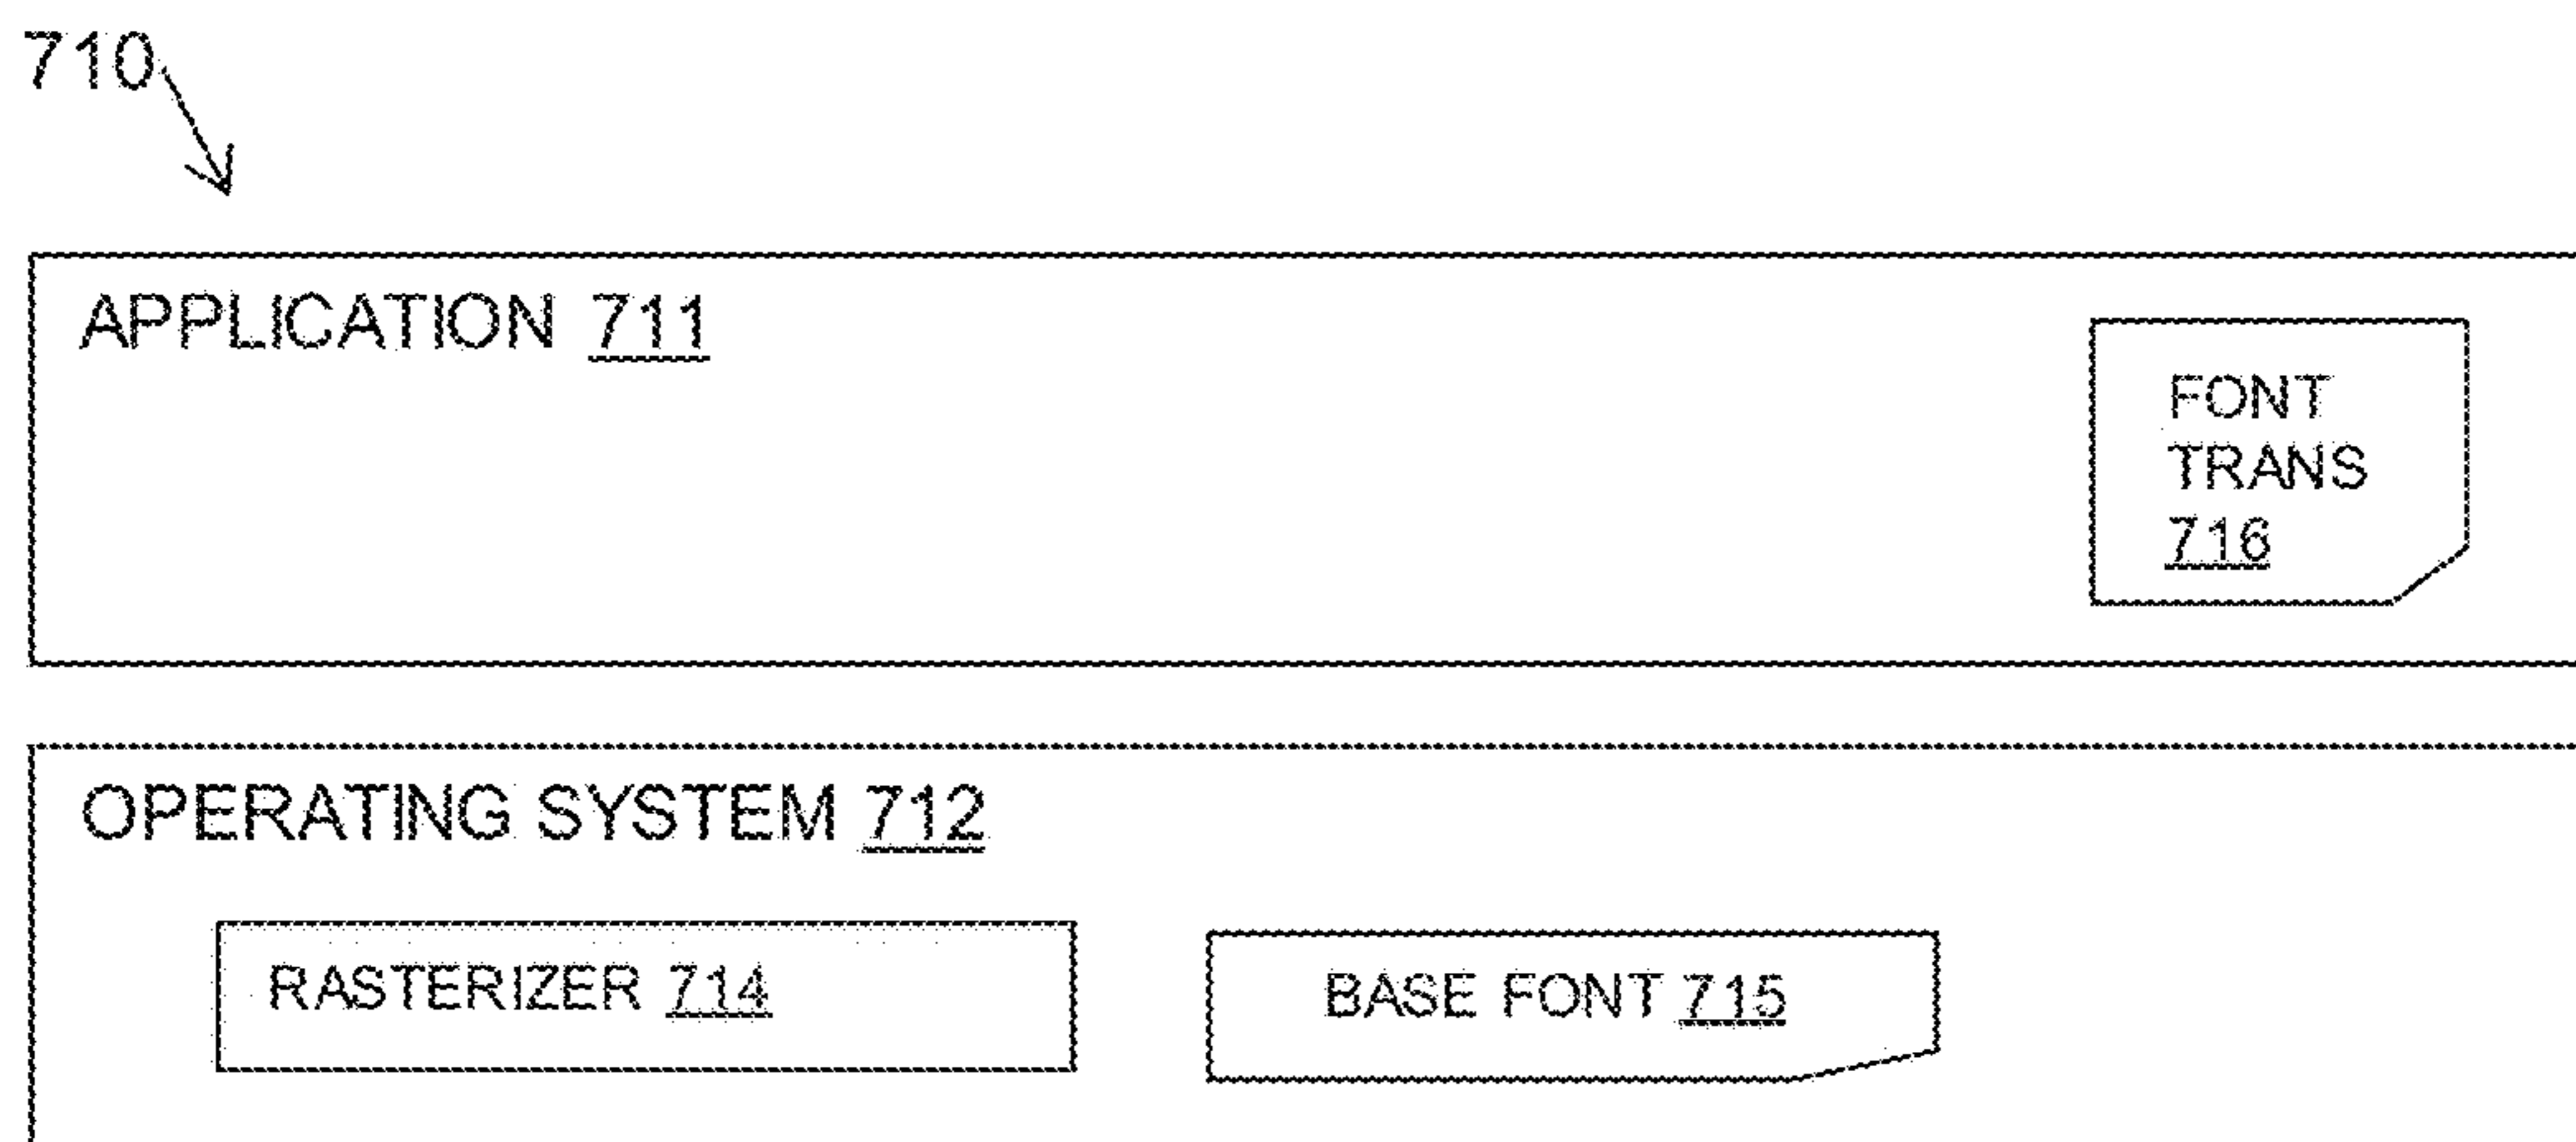 710
APPLICATION 711
FONT
TRANS
716
OPERATING SYSTEM 712
RASTERIZER 714
BASE FONT 715